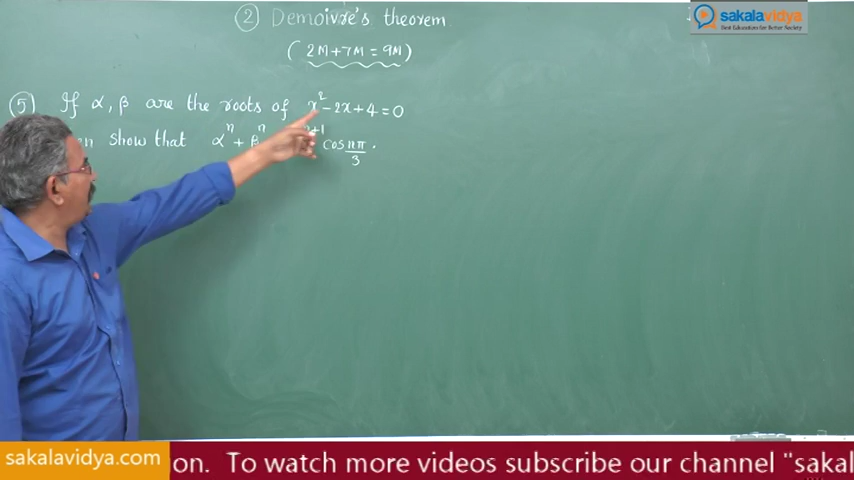 ② Demoivre's theorem
sakalavidya
Best Education for Better Society
(2M+7M=9M)
⑤ If α, β are the roots of x²-2x+4=0
show that αⁿ+βⁿ n+1 cos nπ/3.
sakalavidya.com on. To watch more videos subscribe our channel "sakal